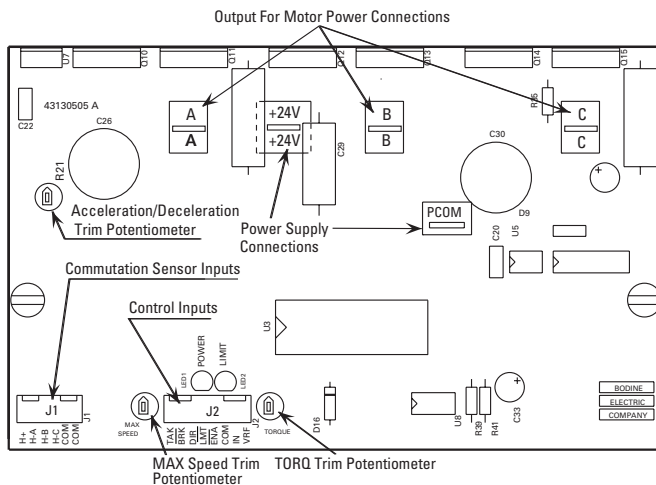 Output For Motor Power Connections
U7
Q10
Q11
Q12
Q13
Q14
Q15
43130505 A
C22
C26
A
A
+24V
+24V
C29
B
B
C30
C
C
R21
Acceleration/Deceleration
Trim Potentiometer
Power Supply
Connections
PCOM
D9
C20
U5
Commutation Sensor Inputs
Control Inputs
U3
POWER
LIMIT
LED1
LED2
J1
J1
MAX
SPEED
J2
J2
TORQUE
D16
U8
R39
R41
C33
BODINE
ELECTRIC
COMPANY
H+
H-A
H-B
H-C
COM
COM
TAK
BRK
DIR
LMT
ENA
COM
IN
VRF
MAX Speed Trim
Potentiometer
TORQ Trim Potentiometer